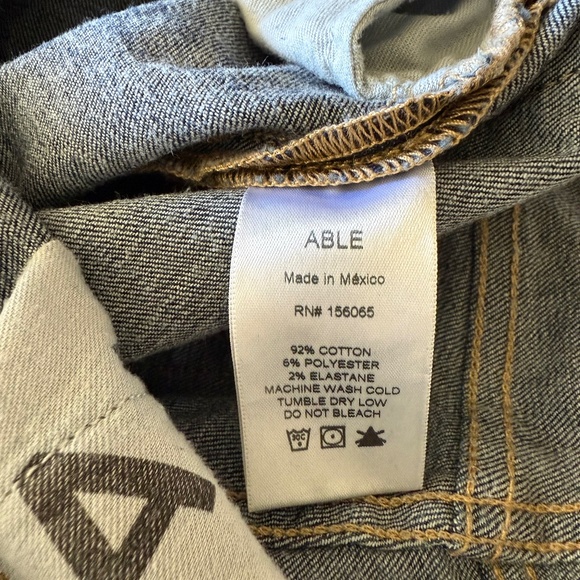 ABLE
Made in México
RN# 156065
92% COTTON
6% POLYESTER
2% ELASTANE
MACHINE WASH COLD
TUMBLE DRY LOW
DO NOT BLEACH
30C
A